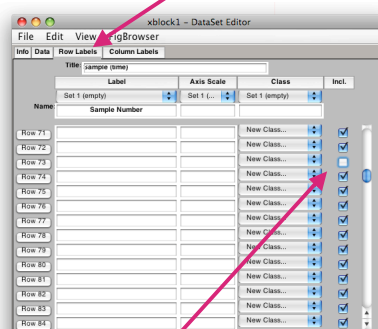 xblock1 - DataSet Editor
File Edit View FigBrowser
Info Data Row Labels Column Labels
Title: Sample (time)
Label Axis Scale Class Incl.
Set 1 (empty) Set 1 (... Set 1 (empty)
Name: Sample Number
Row 71 New Class...
Row 72 New Class...
Row 73 New Class...
Row 74 New Class...
Row 75 New Class...
Row 76 New Class...
Row 77 New Class...
Row 78 New Class...
Row 79 New Class...
Row 80 New Class...
Row 81 New Class...
Row 82 New Class...
Row 83 New Class...
Row 84 New Class...